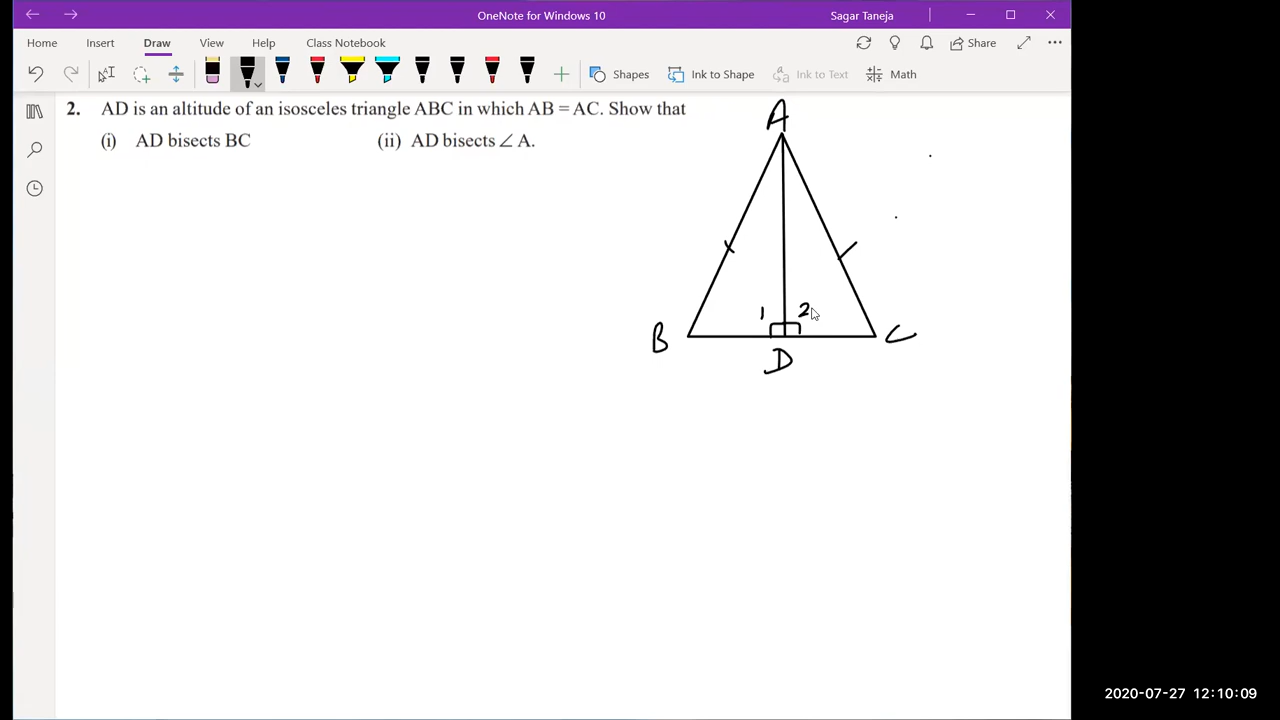 OneNote for Windows 10
Sagar Taneja
Home Insert Draw View Help Class Notebook
Share
Shapes Ink to Shape Ink to Text Math
2. AD is an altitude of an isosceles triangle ABC in which AB = AC. Show that
(i) AD bisects BC (ii) AD bisects ∠ A.
A
1 2
B C
D
2020-07-27 12:10:09